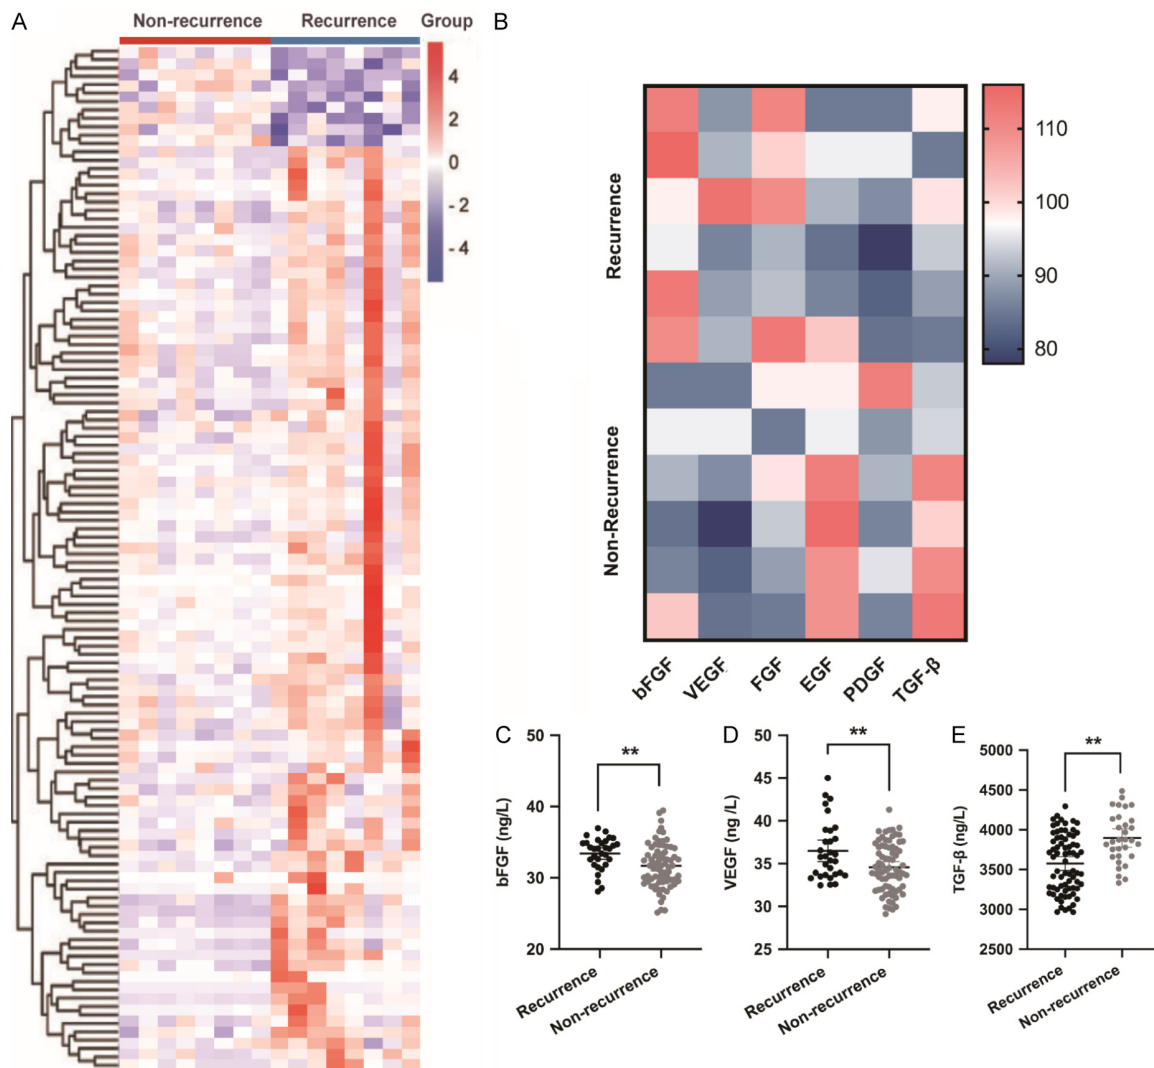 A
Non-recurrence Recurrence Group
4
2
0
- 2
- 4
B
Recurrence
Non-Recurrence
110
100
90
80
bFGF VEGF FGF EGF PDGF TGF-β
C
**
bFGF (ng/L)
50
40
30
20
Recurrence
Non-recurrence
D
**
VEGF (ng /L)
50
45
40
35
30
25
Recurrence
Non-recurrence
E
**
TGF-β (ng/L)
5000
4500
4000
3500
3000
2500
Recurrence
Non-recurrence